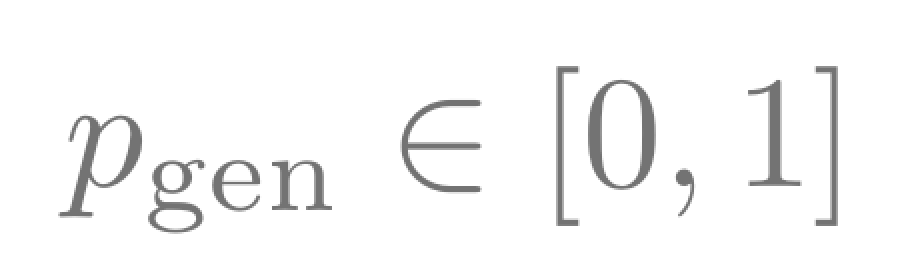 p_gen ∈ [0, 1]